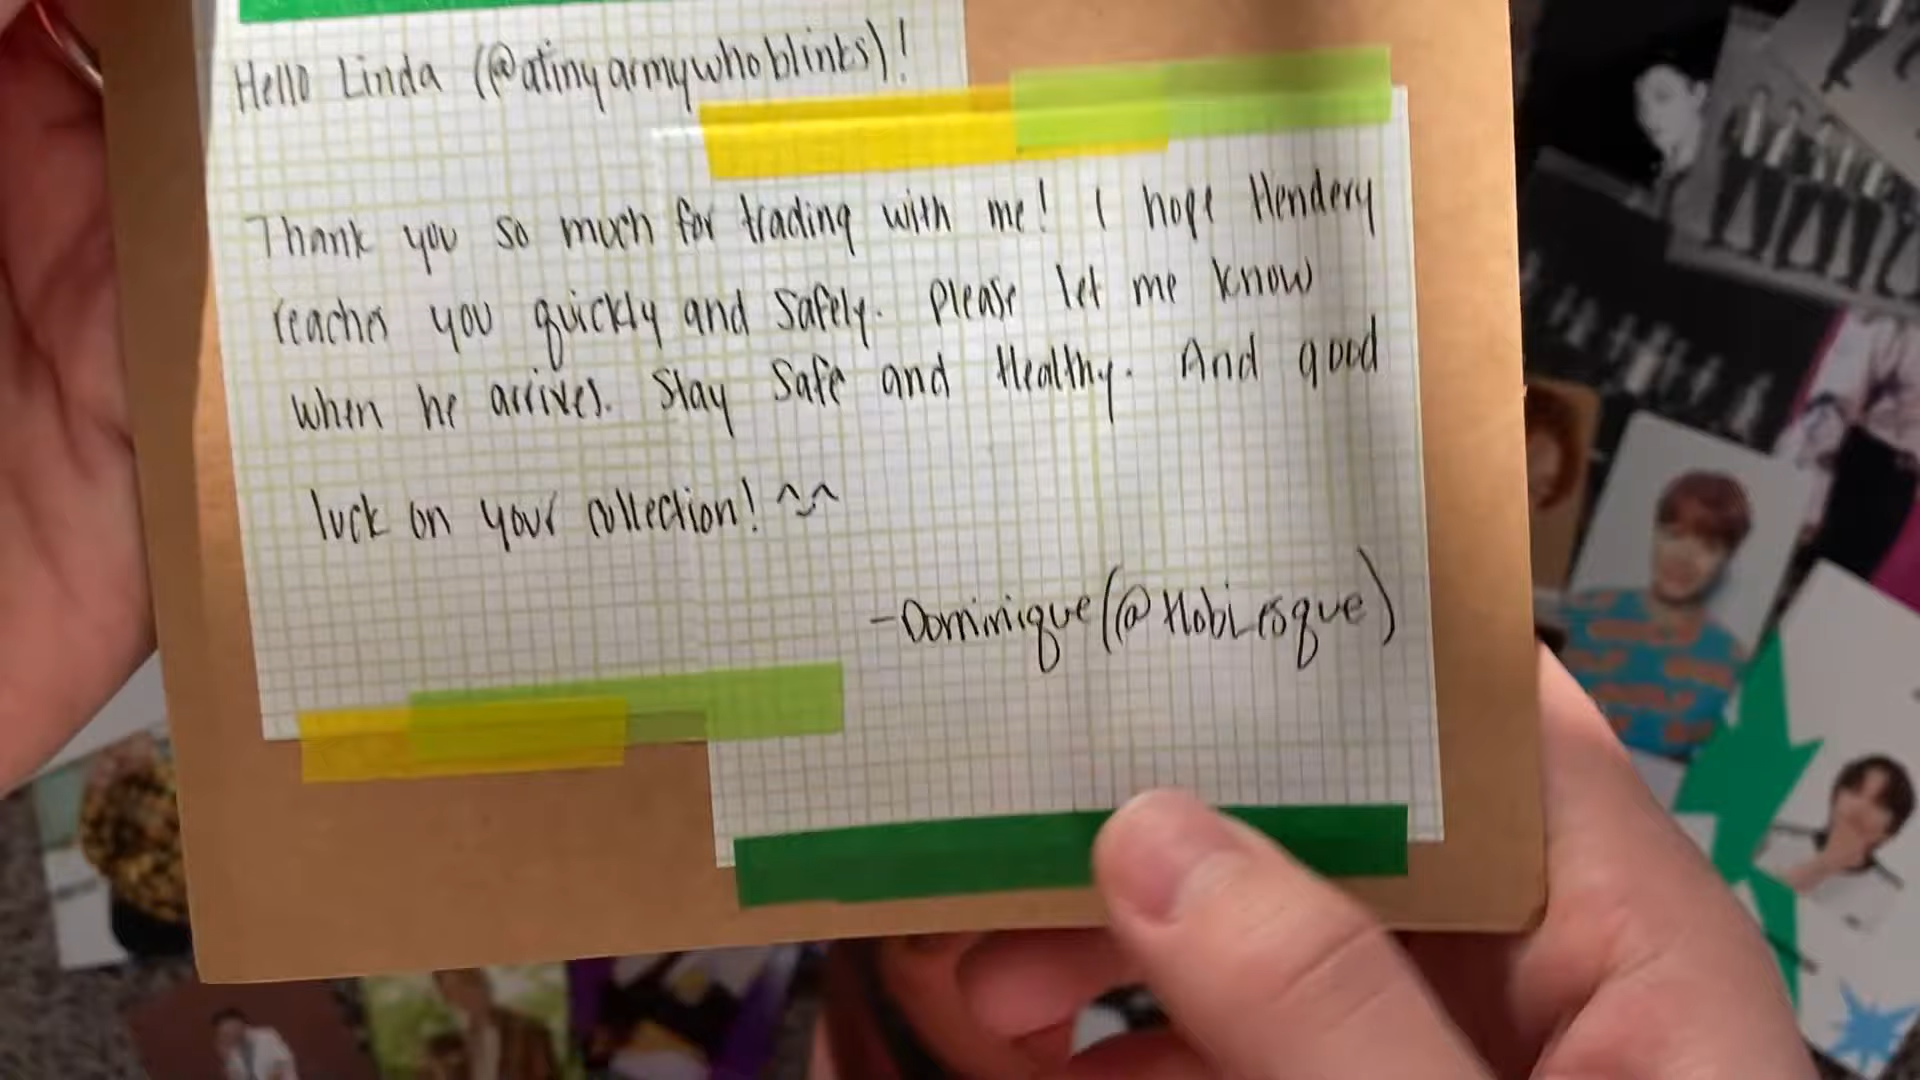 Hello Linda (@atinyarmywhoblinks)!
Thank you so much for trading with me! I hope Hendery
reaches you quickly and safely. Please let me know
when he arrives. Stay Safe and Healthy. And good
luck on your collection! ^^
-Dominique (@HobiLesque)